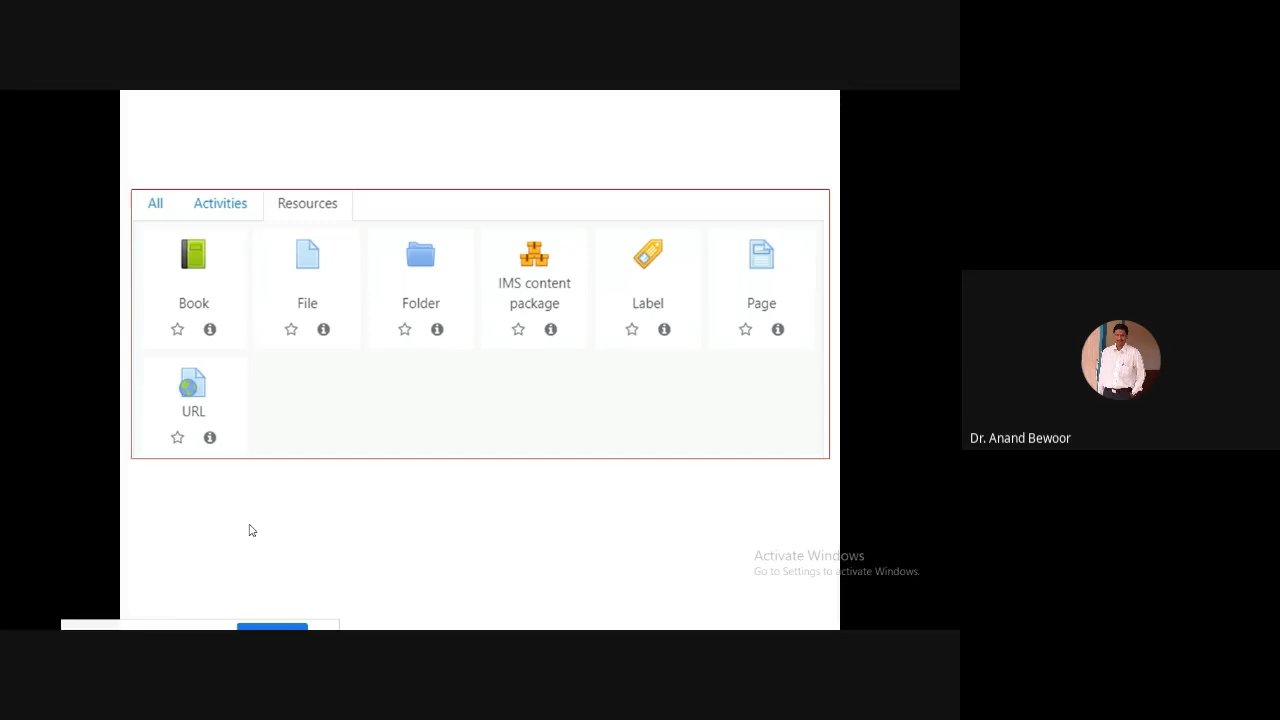 All Activities Resources
Book File Folder IMS content package Label Page
URL
Dr. Anand Bewoor
Activate Windows
Go to Settings to activate Windows.